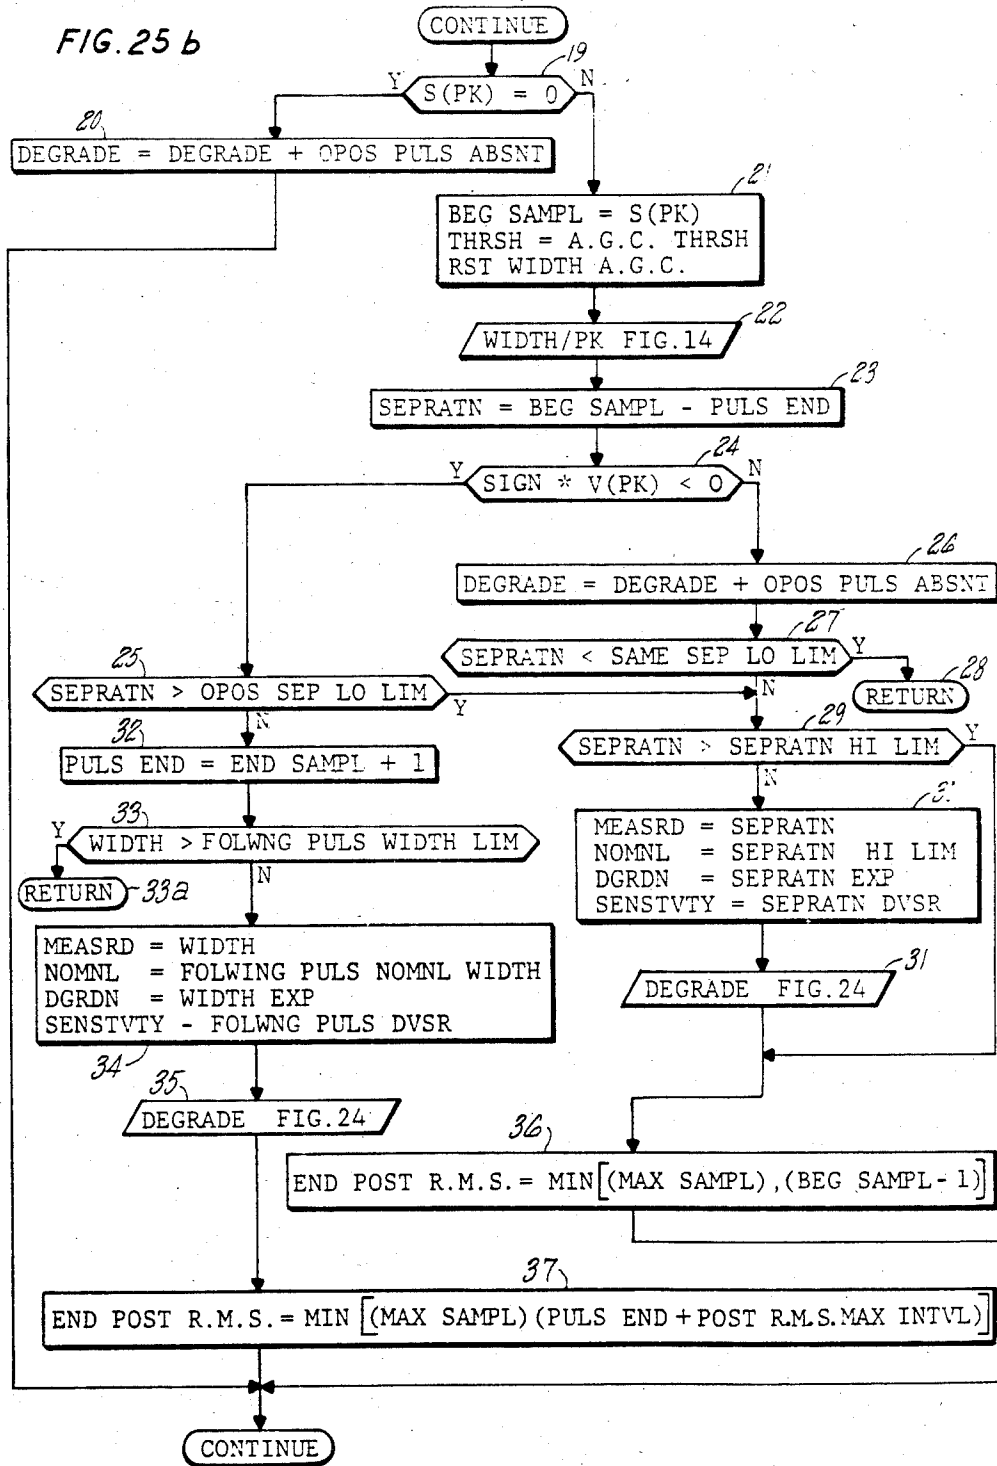 FIG. 25 b
CONTINUE
19
Y
S(PK) = 0
N
20
DEGRADE = DEGRADE + OPOS PULS ABSNT
21
BEG SAMPL = S(PK)
THRSH = A.G.C. THRSH
RST WIDTH A.G.C.
22
WIDTH/PK FIG.14
23
SEPRATN = BEG SAMPL - PULS END
24
Y
SIGN * V(PK) < 0
N
26
DEGRADE = DEGRADE + OPOS PULS ABSNT
27
SEPRATN < SAME SEP LO LIM
Y
25
SEPRATN > OPOS SEP LO LIM
Y
N
28
RETURN
N
29
SEPRATN > SEPRATN HI LIM
Y
32
PULS END = END SAMPL + 1
N
33
Y
WIDTH > FOLWNG PULS WIDTH LIM
MEASRD = SEPRATN
NOMNL = SEPRATN HI LIM
DGRDN = SEPRATN EXP
SENSTVTY = SEPRATN DVSR
RETURN
33a
N
MEASRD = WIDTH
NOMNL = FOLWING PULS NOMNL WIDTH
DGRDN = WIDTH EXP
SENSTVTY - FOLWNG PULS DVSR
34
31
DEGRADE FIG.24
35
DEGRADE FIG.24
36
END POST R.M.S. = MIN[(MAX SAMPL),(BEG SAMPL-1)]
37
END POST R.M.S. = MIN [(MAX SAMPL)(PULS END+POST R.M.S.MAX INTVL)]
CONTINUE